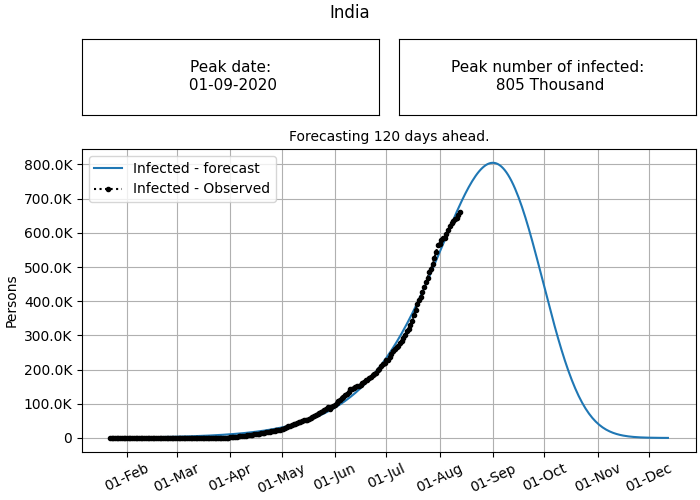 India
Peak date:
01-09-2020
Peak number of infected:
805 Thousand
Forecasting 120 days ahead.
Infected - forecast
Infected - Observed
Persons
800.0K
700.0K
600.0K
500.0K
400.0K
300.0K
200.0K
100.0K
0
01-Feb
01-Mar
01-Apr
01-May
01-Jun
01-Jul
01-Aug
01-Sep
01-Oct
01-Nov
01-Dec